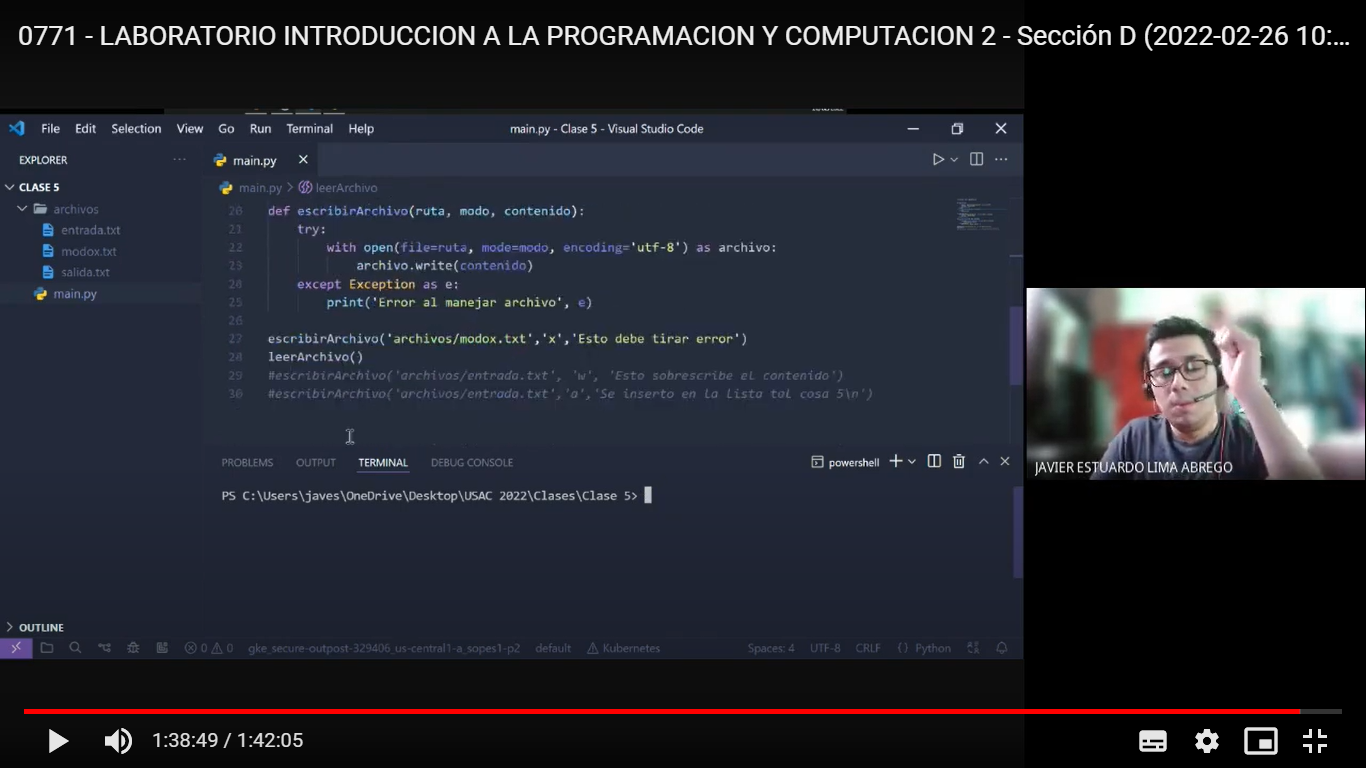 0771 - LABORATORIO INTRODUCCION A LA PROGRAMACION Y COMPUTACION 2 - Sección D (2022-02-26 10:...
File Edit Selection View Go Run Terminal Help main.py - Clase 5 - Visual Studio Code
EXPLORER ... main.py
main.py > leerArchivo
CLASE 5
archivos
entrada.txt
modox.txt
salida.txt
main.py
20 def escribirArchivo(ruta, modo, contenido):
21 try:
22 with open(file=ruta, mode=modo, encoding='utf-8') as archivo:
23 archivo.write(contenido)
24 except Exception as e:
25 print('Error al manejar archivo', e)
26
27 escribirArchivo('archivos/modox.txt','x','Esto debe tirar error')
28 leerArchivo()
29 #escribirArchivo('archivos/entrada.txt', 'w', 'Esto sobrescribe el contenido')
30 #escribirArchivo('archivos/entrada.txt','a','Se inserto en la lista tal cosa 5\n')
PROBLEMS OUTPUT TERMINAL DEBUG CONSOLE powershell
PS C:\Users\javes\OneDrive\Desktop\USAC 2022\Clases\Clase 5>
JAVIER ESTUARDO LIMA ABREGO
OUTLINE
0 0 gke_secure-outpost-329406_us-central1-a_sopes1-p2 default Kubernetes Spaces: 4 UTF-8 CRLF {} Python
1:38:49 / 1:42:05